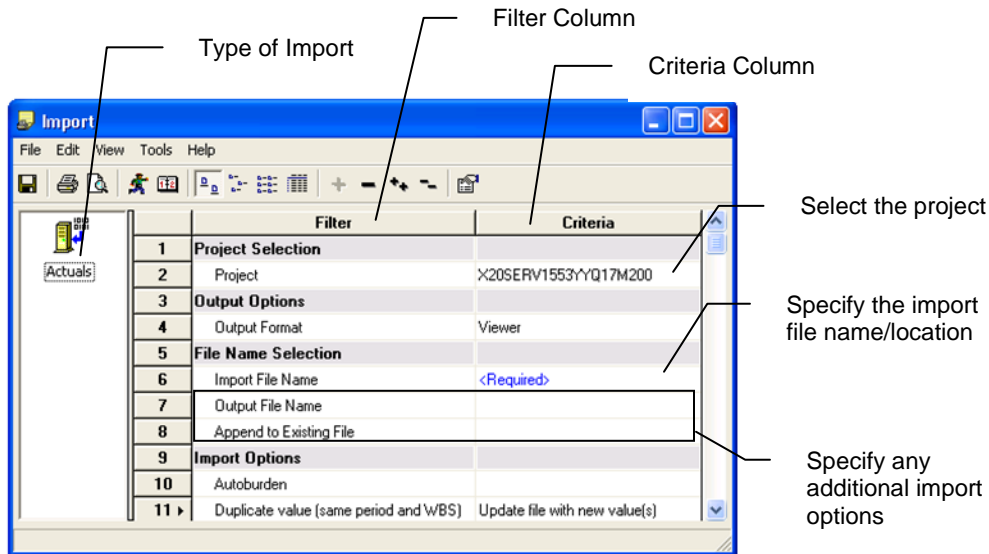 Filter Column
Type of Import
Criteria Column
Import
File Edit View Tools Help
Filter Criteria
Actuals
1 Project Selection
2 Project X20SERV1553YYQ17M200
3 Output Options
4 Output Format Viewer
5 File Name Selection
6 Import File Name <Required>
7 Output File Name
8 Append to Existing File
9 Import Options
10 Autoburden
11 Duplicate value (same period and WBS) Update file with new value(s)
Select the project
Specify the import
file name/location
Specify any
additional import
options